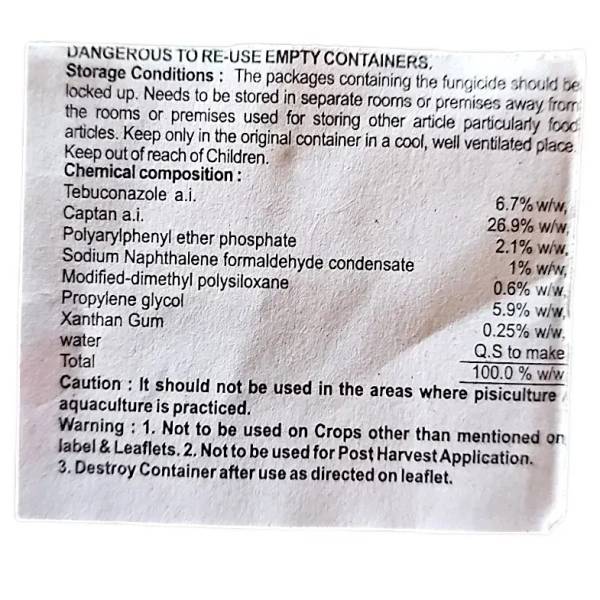 DANGEROUS TO RE-USE EMPTY CONTAINERS.
Storage Conditions : The packages containing the fungicide should be
locked up. Needs to be stored in separate rooms or premises away from
the rooms or premises used for storing other article particularly food
articles. Keep only in the original container in a cool, well ventilated place.
Keep out of reach of Children.
Chemical composition :
Tebuconazole a.i. 6.7% w/w,
Captan a.i. 26.9% w/w,
Polyarylphenyl ether phosphate 2.1% w/w,
Sodium Naphthalene formaldehyde condensate 1% w/w,
Modified-dimethyl polysiloxane 0.6% w/w,
Propylene glycol 5.9% w/w,
Xanthan Gum 0.25% w/w,
water Q.S to make
Total 100.0 % w/w
Caution : It should not be used in the areas where pisiculture /
aquaculture is practiced.
Warning : 1. Not to be used on Crops other than mentioned on
label & Leaflets. 2. Not to be used for Post Harvest Application.
3. Destroy Container after use as directed on leaflet.